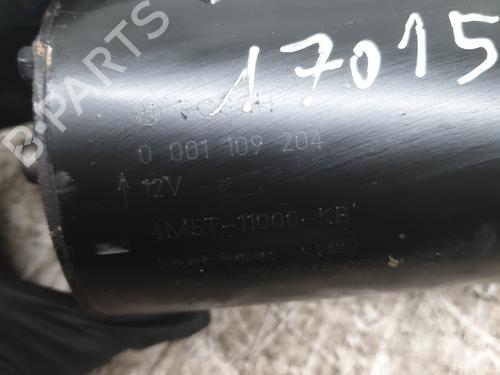 17015
BOSCH
0 001 109 204
12V
4M5T-11000-KB
B-PARTS